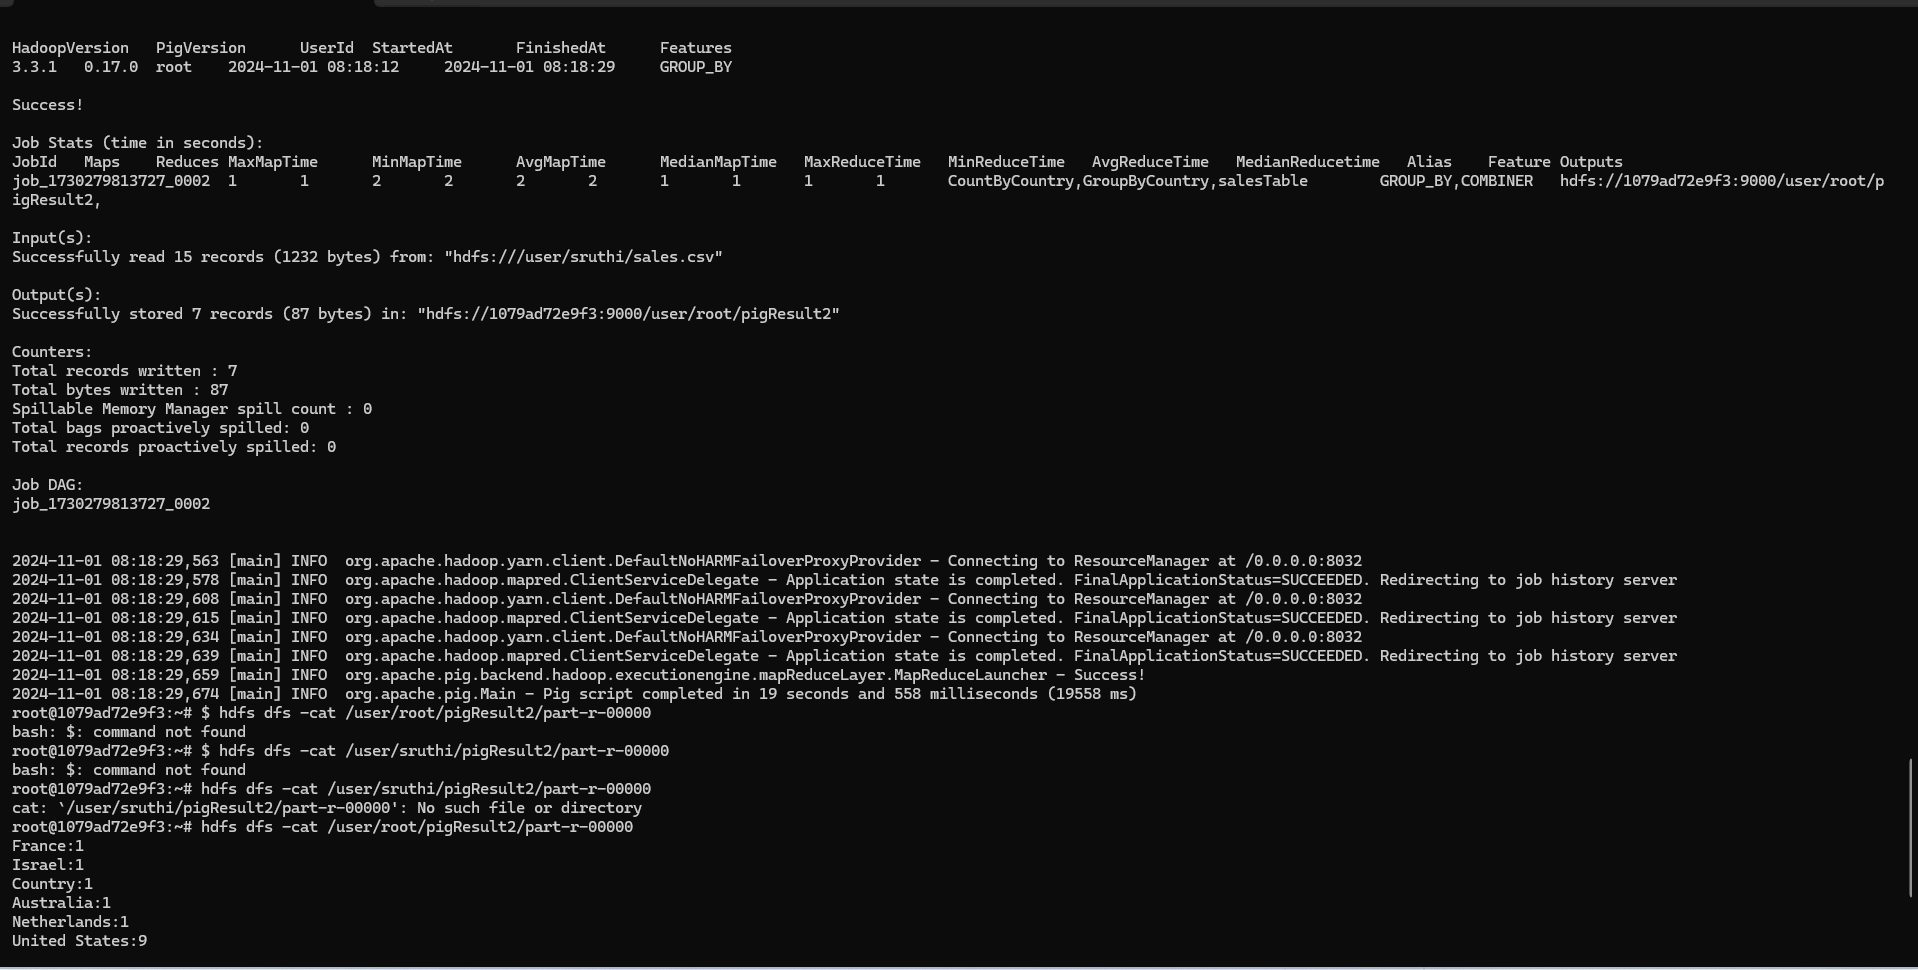 HadoopVersion PigVersion UserId StartedAt FinishedAt Features
3.3.1 0.17.0 root 2024-11-01 08:18:12 2024-11-01 08:18:29 GROUP_BY
Success!
Job Stats (time in seconds):
JobId Maps Reduces MaxMapTime MinMapTime AvgMapTime MedianMapTime MaxReduceTime MinReduceTime AvgReduceTime MedianReducetime Alias Feature Outputs
job_1730279813727_0002 1 1 2 2 2 2 1 1 1 1 CountByCountry,GroupByCountry,salesTable GROUP_BY,COMBINER hdfs://1079ad72e9f3:9000/user/root/p
igResult2,
Input(s):
Successfully read 15 records (1232 bytes) from: "hdfs:///user/sruthi/sales.csv"
Output(s):
Successfully stored 7 records (87 bytes) in: "hdfs://1079ad72e9f3:9000/user/root/pigResult2"
Counters:
Total records written : 7
Total bytes written : 87
Spillable Memory Manager spill count : 0
Total bags proactively spilled: 0
Total records proactively spilled: 0
Job DAG:
job_1730279813727_0002
2024-11-01 08:18:29,563 [main] INFO org.apache.hadoop.yarn.client.DefaultNoHARMFailoverProxyProvider - Connecting to ResourceManager at /0.0.0.0:8032
2024-11-01 08:18:29,578 [main] INFO org.apache.hadoop.mapred.ClientServiceDelegate - Application state is completed. FinalApplicationStatus=SUCCEEDED. Redirecting to job history server
2024-11-01 08:18:29,608 [main] INFO org.apache.hadoop.yarn.client.DefaultNoHARMFailoverProxyProvider - Connecting to ResourceManager at /0.0.0.0:8032
2024-11-01 08:18:29,615 [main] INFO org.apache.hadoop.mapred.ClientServiceDelegate - Application state is completed. FinalApplicationStatus=SUCCEEDED. Redirecting to job history server
2024-11-01 08:18:29,634 [main] INFO org.apache.hadoop.yarn.client.DefaultNoHARMFailoverProxyProvider - Connecting to ResourceManager at /0.0.0.0:8032
2024-11-01 08:18:29,639 [main] INFO org.apache.hadoop.mapred.ClientServiceDelegate - Application state is completed. FinalApplicationStatus=SUCCEEDED. Redirecting to job history server
2024-11-01 08:18:29,659 [main] INFO org.apache.pig.backend.hadoop.executionengine.mapReduceLayer.MapReduceLauncher - Success!
2024-11-01 08:18:29,674 [main] INFO org.apache.pig.Main - Pig script completed in 19 seconds and 558 milliseconds (19558 ms)
root@1079ad72e9f3:~# $ hdfs dfs -cat /user/root/pigResult2/part-r-00000
bash: $: command not found
root@1079ad72e9f3:~# $ hdfs dfs -cat /user/sruthi/pigResult2/part-r-00000
bash: $: command not found
root@1079ad72e9f3:~# hdfs dfs -cat /user/sruthi/pigResult2/part-r-00000
cat: `/user/sruthi/pigResult2/part-r-00000': No such file or directory
root@1079ad72e9f3:~# hdfs dfs -cat /user/root/pigResult2/part-r-00000
France:1
Israel:1
Country:1
Australia:1
Netherlands:1
United States:9